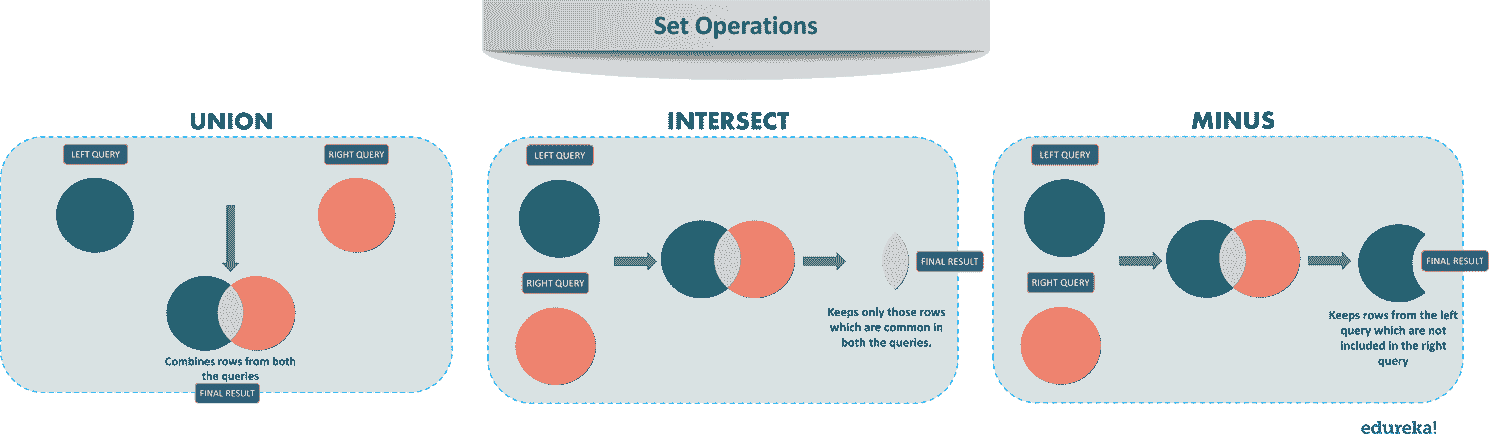 Set Operations
UNION
LEFT QUERY
RIGHT QUERY
Combines rows from both
the queries
FINAL RESULT
INTERSECT
LEFT QUERY
RIGHT QUERY
FINAL RESULT
Keeps only those rows
which are common in
both the queries.
MINUS
LEFT QUERY
RIGHT QUERY
FINAL RESULT
Keeps rows from the left
query which are not
included in the right
query
edureka!